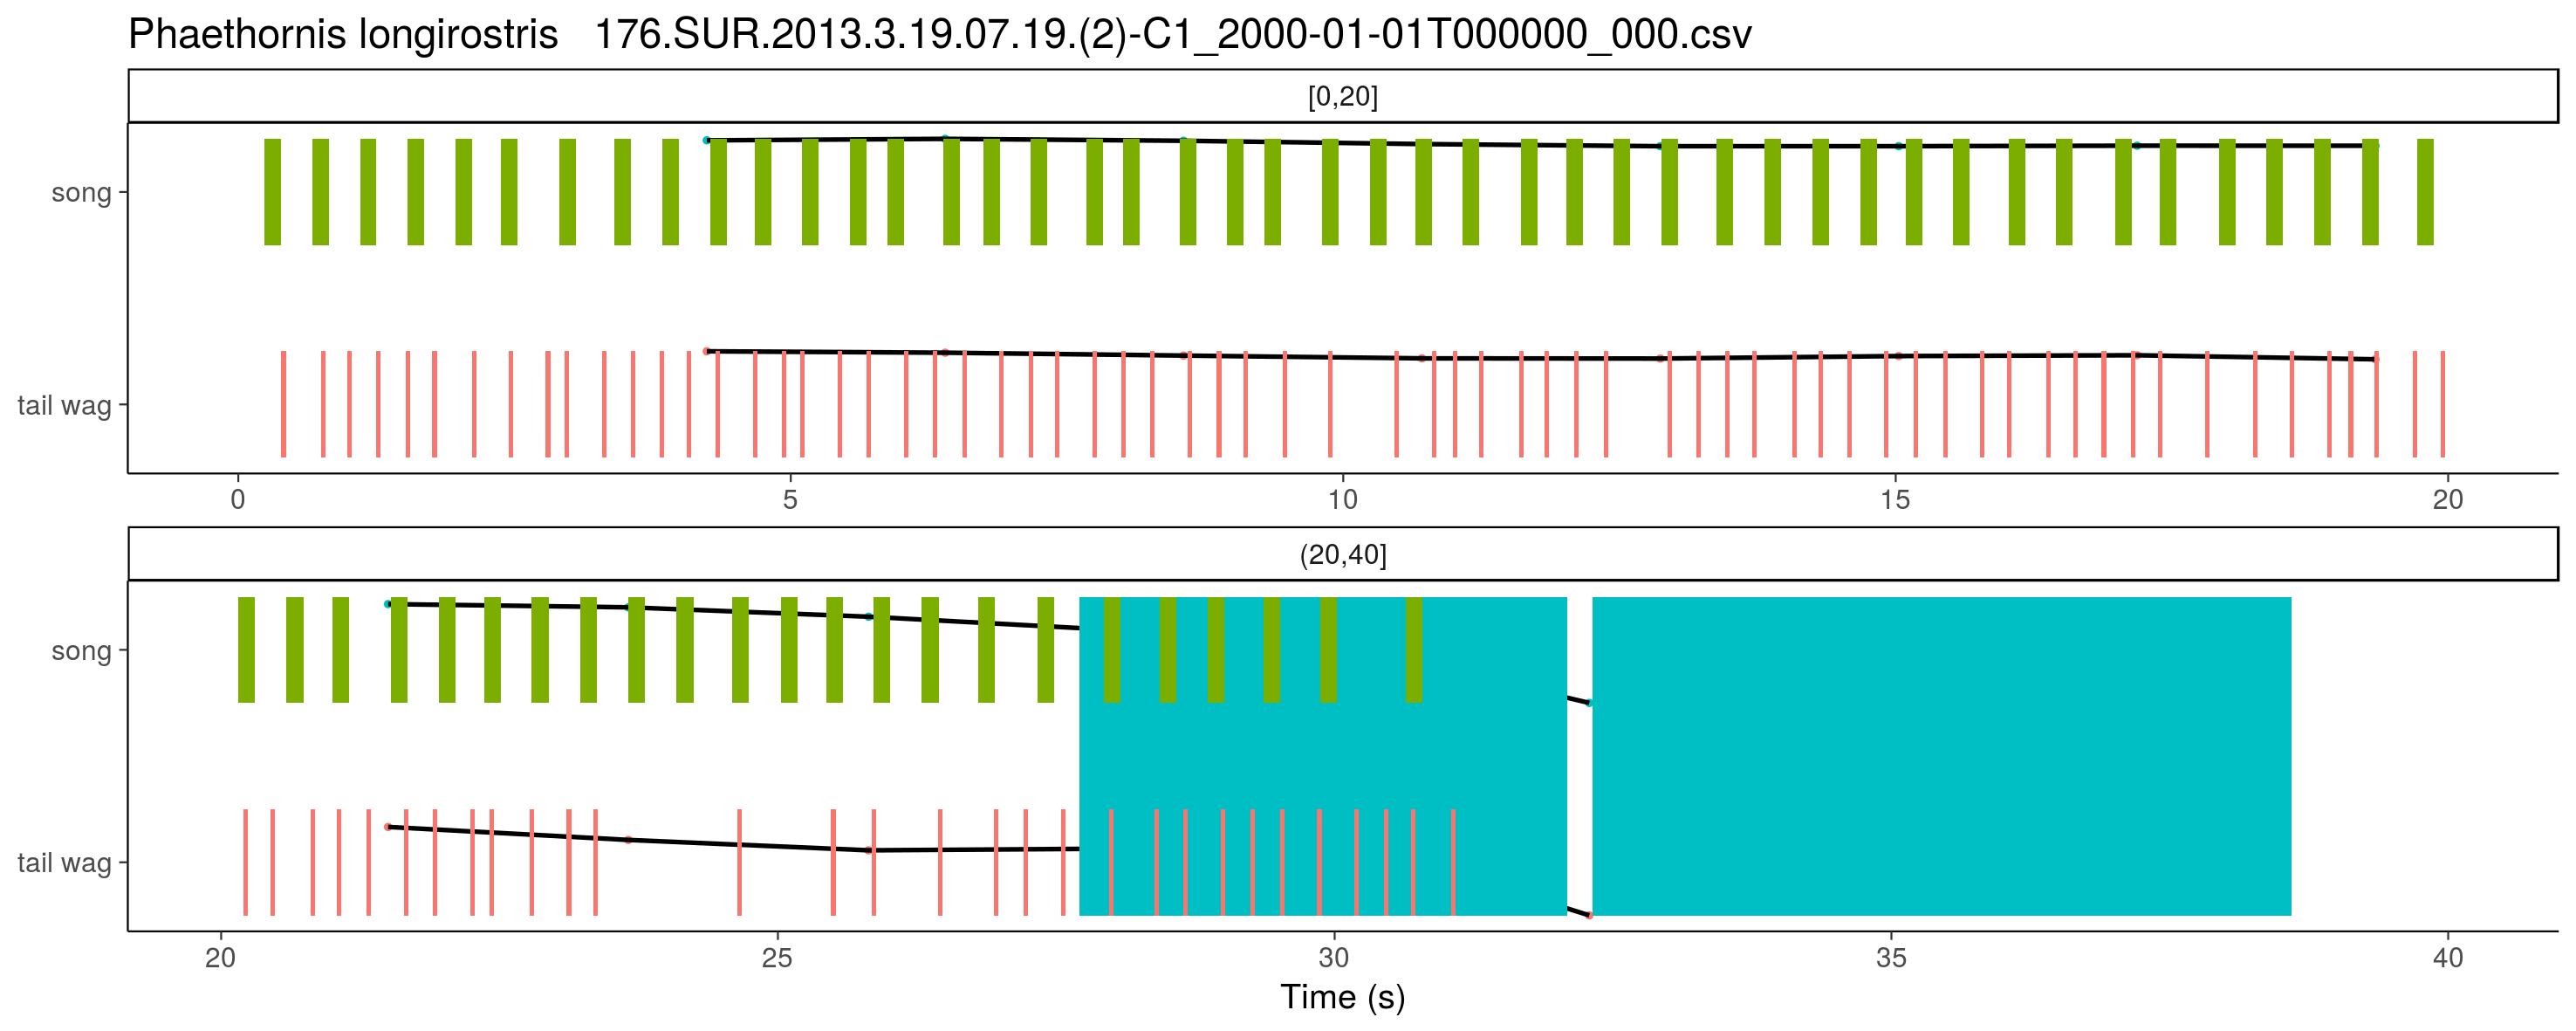 Phaethornis longirostris   176.SUR.2013.3.19.07.19.(2)-C1_2000-01-01T000000_000.csv
[0,20]
song
tail wag
0 5 10 15 20
(20,40]
song
tail wag
20 25 30 35 40
Time (s)